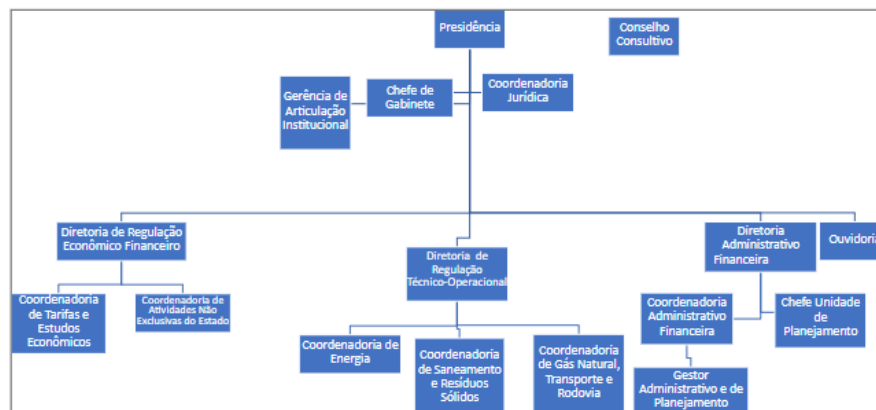 Presidência
Conselho
Consultivo
Gerência de
Articulação
Institucional
Chefe de
Gabinete
Coordenadoria
Jurídica
Diretoria de Regulação
Econômico Financeiro
Diretoria de
Regulação
Técnico-Operacional
Diretoria
Administrativo
Financeira
Ouvidoria
Coordenadoria
de Tarifas e
Estudos
Econômicos
Coordenadoria de
Atividades Não
Exclusivas do Estado
Coordenadoria
de Energia
Coordenadoria
de Saneamento
e Resíduos
Sólidos
Coordenadoria
de Gás Natural,
Transporte e
Rodovia
Coordenadoria
Administrativo
Financeira
Chefe Unidade
de
Planejamento
Gestor
Administrativo e de
Planejamento